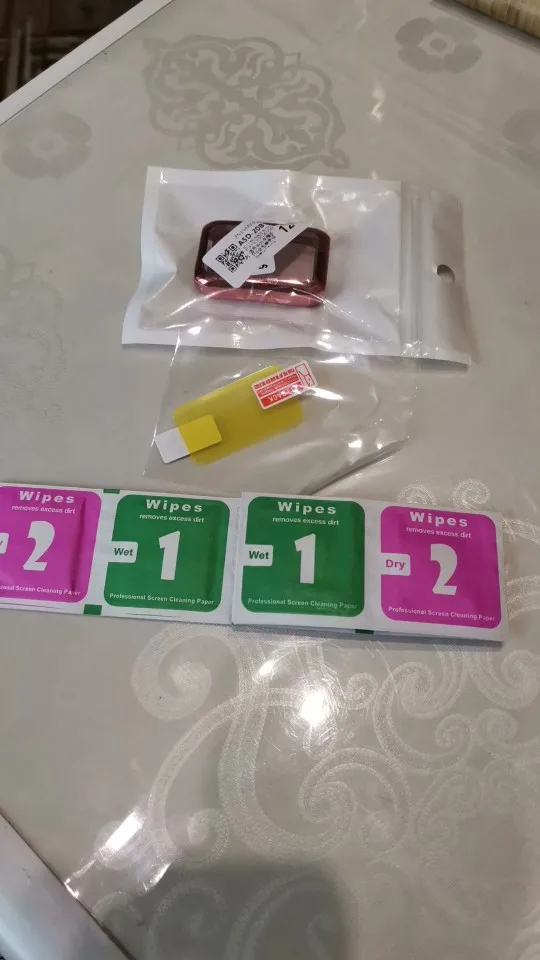 ASD-20B
12
S
Wipes
removes excess dirt
2
Professional Screen Cleaning Paper
Wipes
removes excess dirt
Wet
1
Professional Screen Cleaning Paper
Wipes
removes excess dirt
Wet
1
Professional Screen Cleaning Paper
Wipes
removes excess dirt
Dry
2
Professional Screen Cleaning Paper